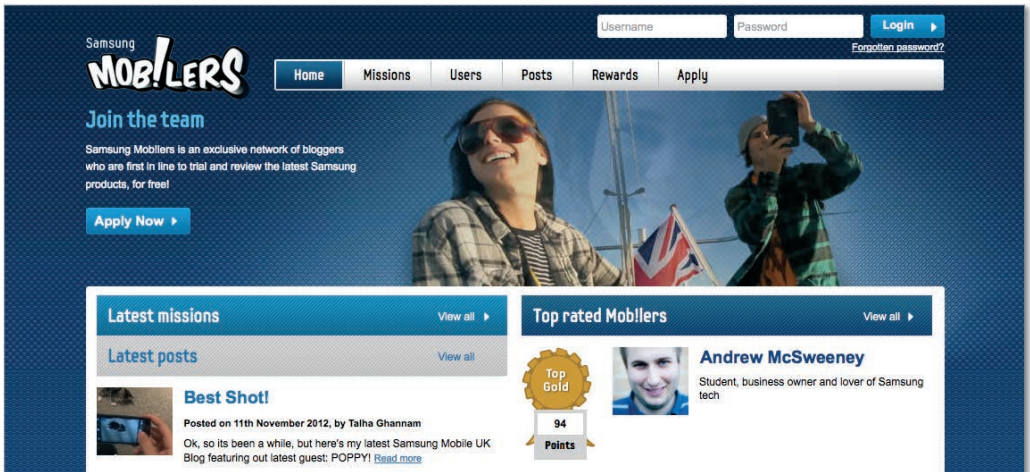 Username
Password
Login
Forgotten password?
Samsung
MOB!LERS
Home
Missions
Users
Posts
Rewards
Apply
Join the team
Samsung Mobilers is an exclusive network of bloggers
who are first in line to trial and review the latest Samsung
products, for free!
Apply Now
Latest missions
View all
Latest posts
View all
Best Shot!
Posted on 11th November 2012, by Talha Ghannam
Ok, so its been a while, but here's my latest Samsung Mobile UK
Blog featuring out latest guest: POPPY! Read more
Top rated Mob!lers
View all
Top
Gold
94
Points
Andrew McSweeney
Student, business owner and lover of Samsung
tech